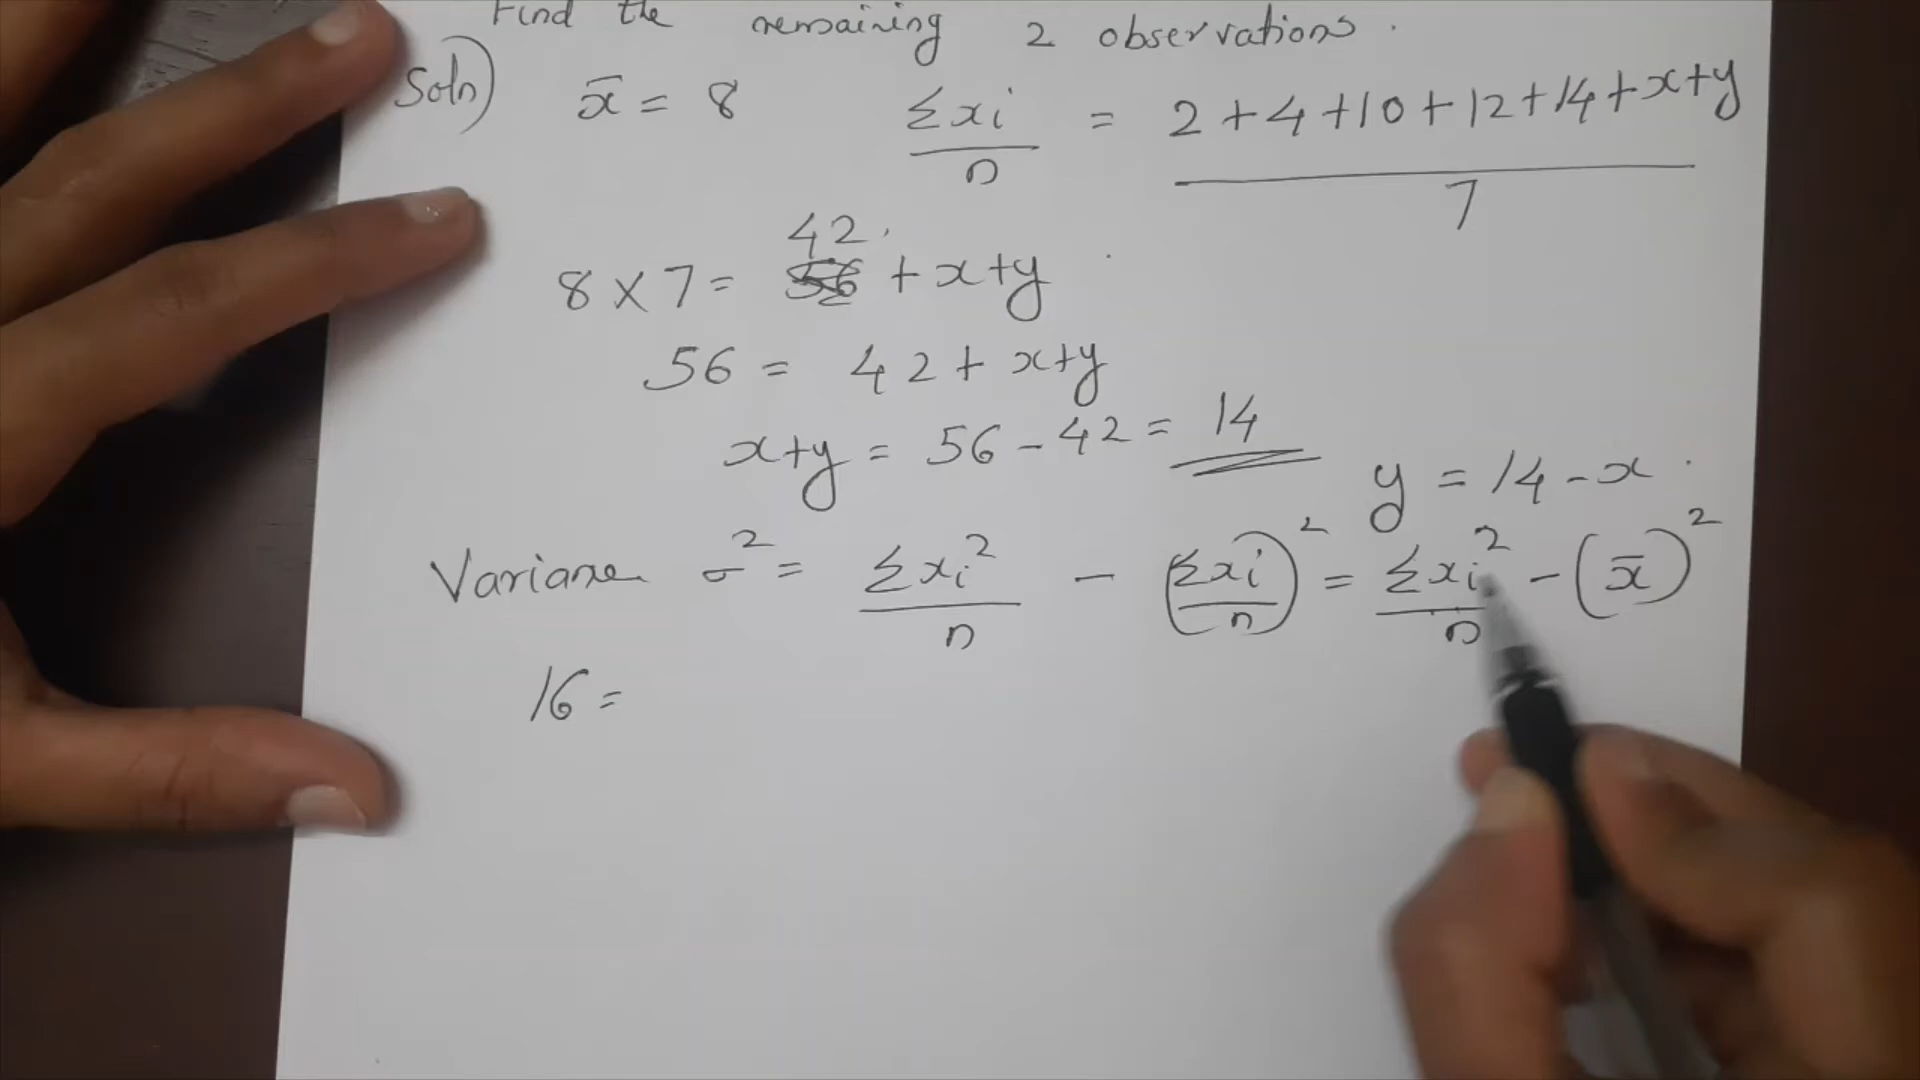 Find the remaining 2 observations.
Soln) x̄ = 8 Σxi/n = 2+4+10+12+14+x+y/7
42
8 × 7 = 56 + x+y
56 = 42 + x+y
x+y = 56 - 42 = 14
y = 14 - x
Variance σ² = Σxi²/n - (Σxi/n)² = Σxi²/n - (x̄)²
16 =